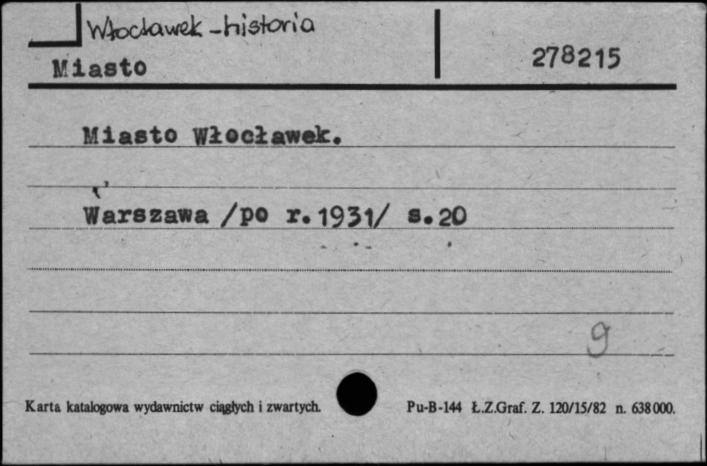 Włocławek - historia
Miasto 278215
Miasto Włocławek.
Warszawa /po r.1931/ s.20
9
Karta katalogowa wydawnictw ciągłych i zwartych. Pu-B-144 Ł.Z.Graf. Z. 120/15/82 n. 638000.